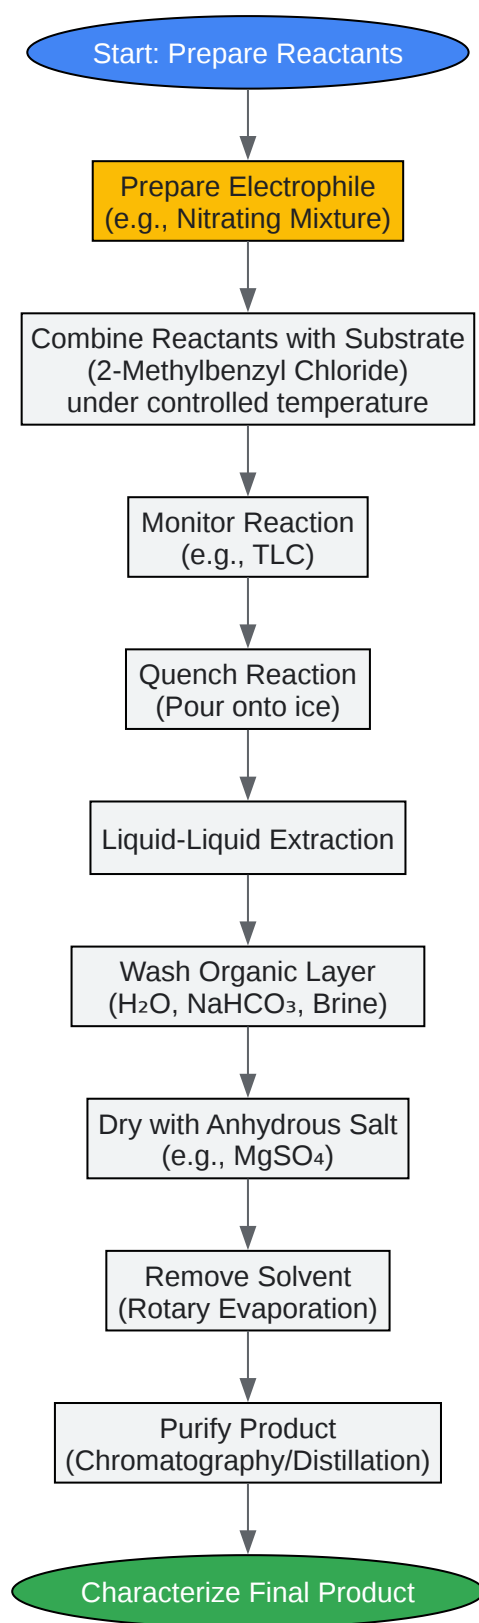 Start: Prepare Reactants
Prepare Electrophile
(e.g., Nitrating Mixture)
Combine Reactants with Substrate
(2-Methylbenzyl Chloride)
under controlled temperature
Monitor Reaction
(e.g., TLC)
Quench Reaction
(Pour onto ice)
Liquid-Liquid Extraction
Wash Organic Layer
(H₂O, NaHCO₃, Brine)
Dry with Anhydrous Salt
(e.g., MgSO₄)
Remove Solvent
(Rotary Evaporation)
Purify Product
(Chromatography/Distillation)
Characterize Final Product